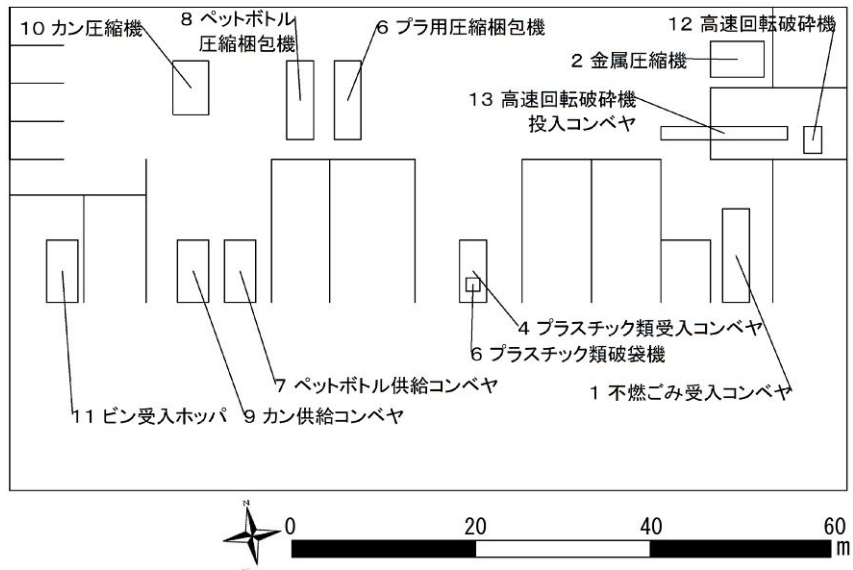 8 ペットボトル
圧縮梱包機
10 カン圧縮機
6 プラ用圧縮梱包機
12 高速回転破砕機
2 金属圧縮機
13 高速回転破砕機
投入コンベヤ
4 プラスチック類受入コンベヤ
6 プラスチック類破袋機
7 ペットボトル供給コンベヤ
1 不燃ごみ受入コンベヤ
11 ビン受入ホッパ
9 カン供給コンベヤ
N
0
20
40
60
m